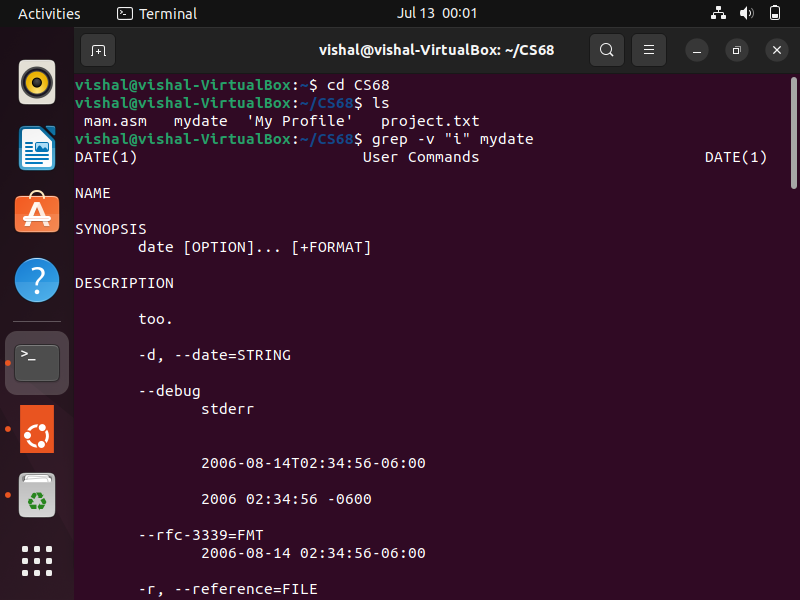 Activities Terminal Jul 13 00:01
vishal@vishal-VirtualBox: ~/CS68
vishal@vishal-VirtualBox:~$ cd CS68
vishal@vishal-VirtualBox:~/CS68$ ls
mam.asm mydate 'My Profile' project.txt
vishal@vishal-VirtualBox:~/CS68$ grep -v "i" mydate
DATE(1) User Commands DATE(1)
NAME
SYNOPSIS
date [OPTION]... [+FORMAT]
DESCRIPTION
too.
-d, --date=STRING
--debug
stderr
2006-08-14T02:34:56-06:00
2006 02:34:56 -0600
--rfc-3339=FMT
2006-08-14 02:34:56-06:00
-r, --reference=FILE